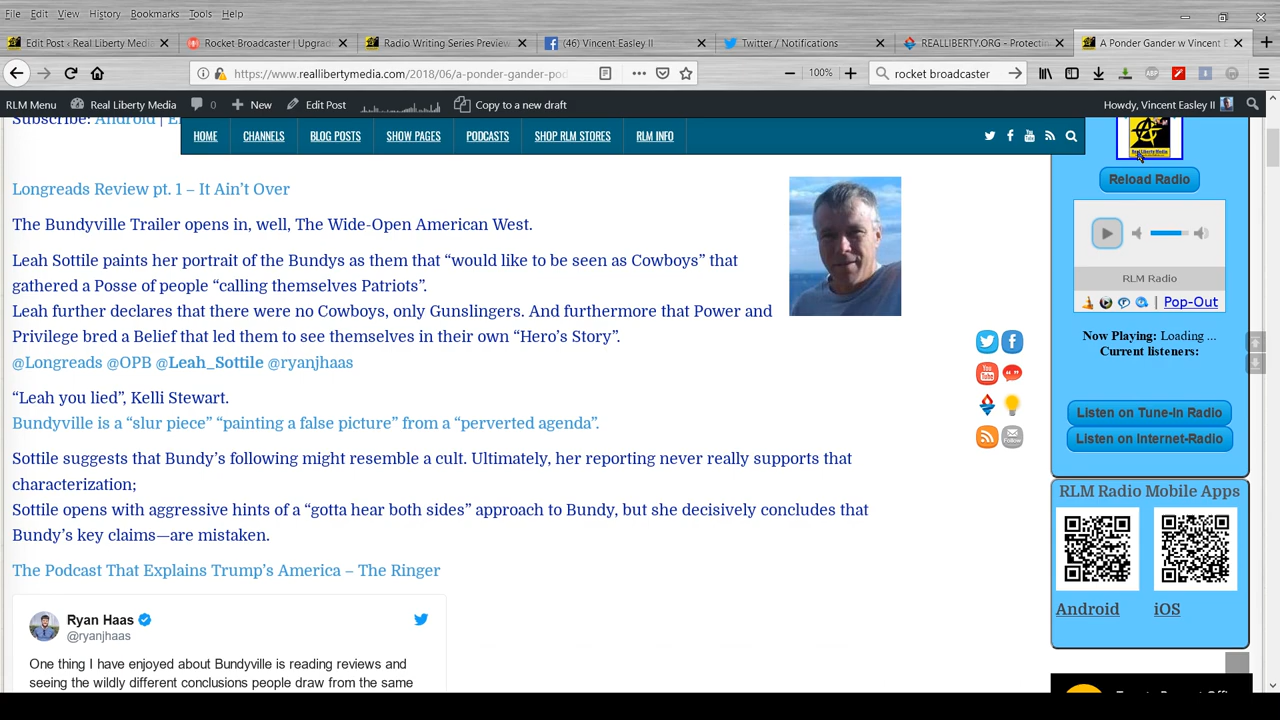 File Edit View History Bookmarks Tools Help
Edit Post ‹ Real Liberty Medi
Rocket Broadcaster | Upgrad
Radio Writing Series Preview
(46) Vincent Easley II
Twitter / Notifications
REALLIBERTY.ORG - Protectin
A Ponder Gander w Vincent E
https://www.reallibertymedia.com/2018/06/a-ponder-gander-pod
100%
rocket broadcaster
RLM Menu Real Liberty Media 0 New Edit Post Copy to a new draft Howdy, Vincent Easley II
Subscribe: Android | E
HOME CHANNELS BLOG POSTS SHOW PAGES PODCASTS SHOP RLM STORES RLM INFO
Longreads Review pt. 1 – It Ain't Over
The Bundyville Trailer opens in, well, The Wide-Open American West.
Leah Sottile paints her portrait of the Bundys as them that “would like to be seen as Cowboys” that
gathered a Posse of people “calling themselves Patriots”.
Leah further declares that there were no Cowboys, only Gunslingers. And furthermore that Power and
Privilege bred a Belief that led them to see themselves in their own “Hero's Story”.
@Longreads @OPB @Leah_Sottile @ryanjhaas
“Leah you lied”, Kelli Stewart.
Bundyville is a “slur piece” “painting a false picture” from a “perverted agenda”.
Sottile suggests that Bundy's following might resemble a cult. Ultimately, her reporting never really supports that
characterization;
Sottile opens with aggressive hints of a “gotta hear both sides” approach to Bundy, but she decisively concludes that
Bundy's key claims—are mistaken.
The Podcast That Explains Trump's America – The Ringer
Ryan Haas
@ryanjhaas
One thing I have enjoyed about Bundyville is reading reviews and
seeing the wildly different conclusions people draw from the same
You Tube
Follow
Real Liberty Media
Reload Radio
RLM Radio
| Pop-Out
Now Playing: Loading ...
Current listeners:
Listen on Tune-in Radio
Listen on Internet-Radio
RLM Radio Mobile Apps
Android iOS